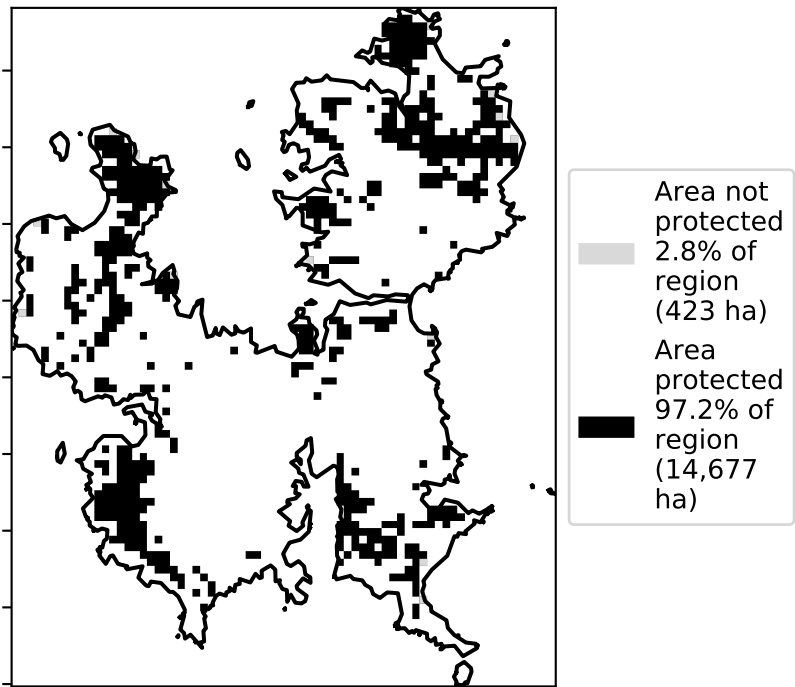 Area not
protected
2.8% of
region
(423 ha)
Area
protected
97.2% of
region
(14,677
ha)